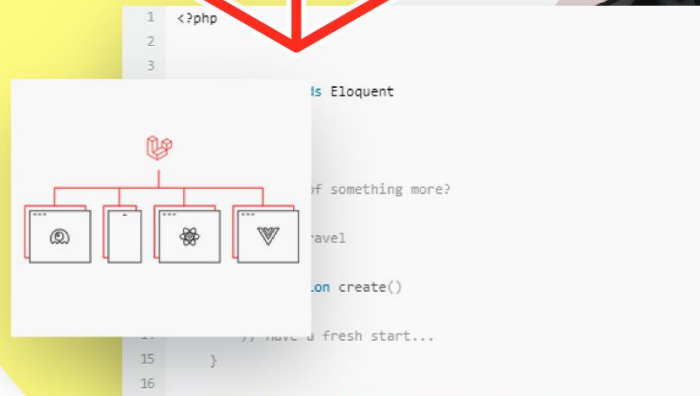 1 <?php
2
3
ds Eloquent
of something more?
ravel
ion create()
// Have a fresh start...
15 }
16